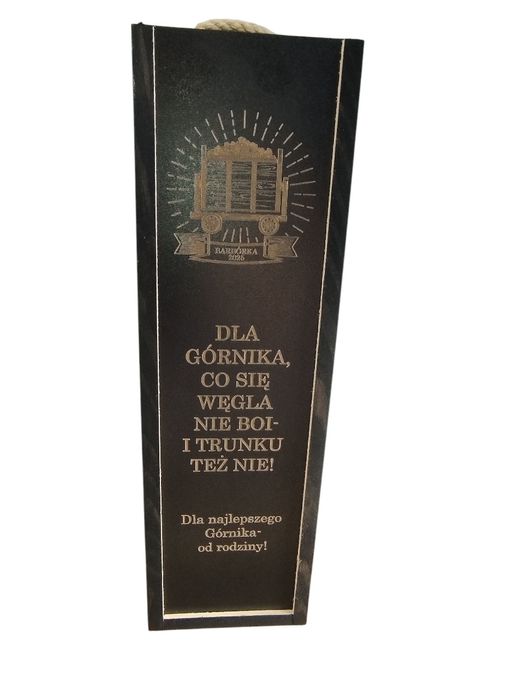 BARBÓRKA
2025
DLA
GÓRNIKA,
CO SIĘ
WĘGLA
NIE BOI-
I TRUNKU
TEŻ NIE!
Dla najlepszego
Górnika-
od rodziny!